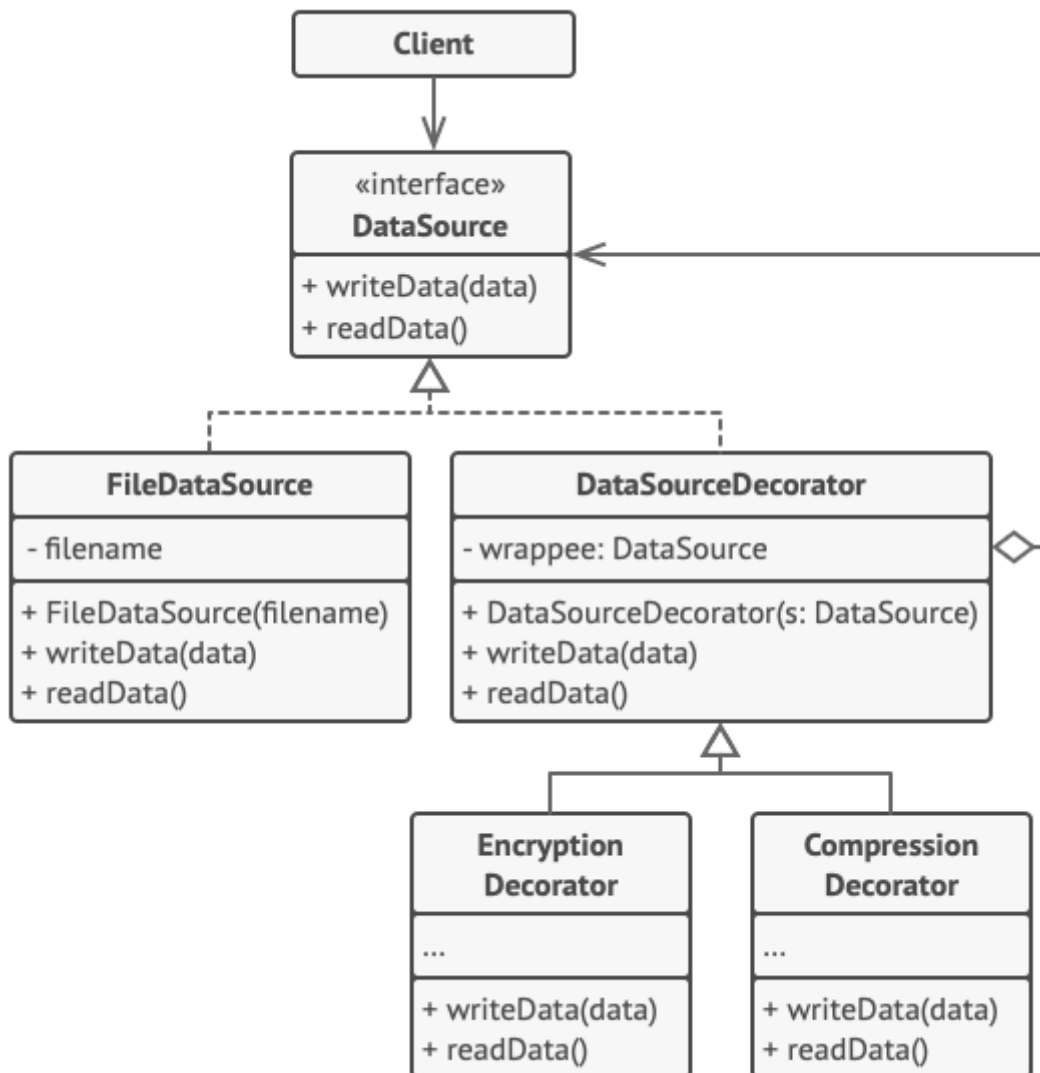 Client
«interface»
DataSource
+ writeData(data)
+ readData()
FileDataSource
- filename
+ FileDataSource(filename)
+ writeData(data)
+ readData()
DataSourceDecorator
- wrappee: DataSource
+ DataSourceDecorator(s: DataSource)
+ writeData(data)
+ readData()
Encryption
Decorator
...
+ writeData(data)
+ readData()
Compression
Decorator
...
+ writeData(data)
+ readData()